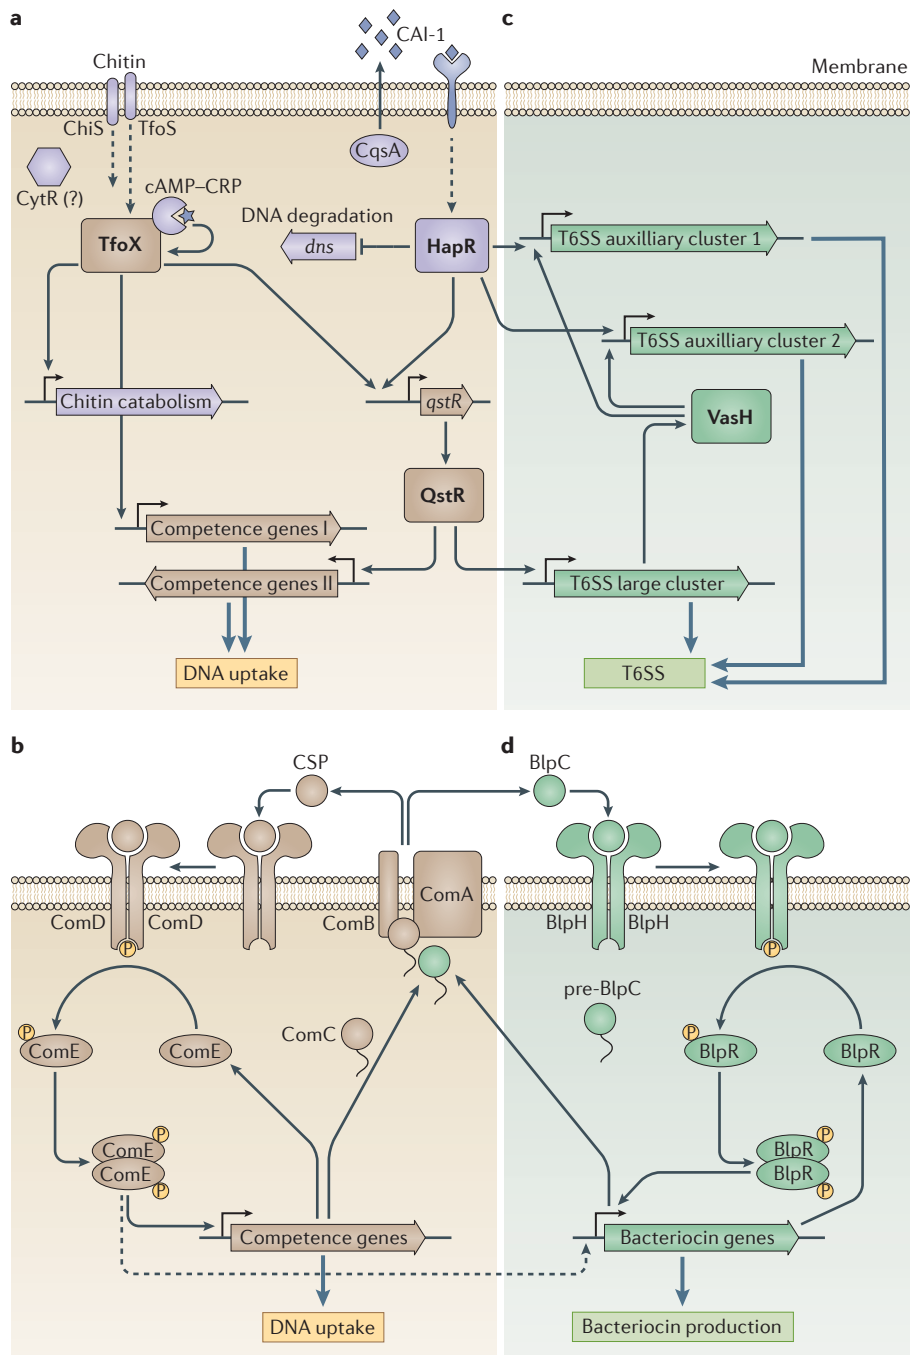 a
CAI-1
c
Chitin
Membrane
ChiS
TfoS
CqsA
CytR (?)
cAMP–CRP
DNA degradation
TfoX
dns
HapR
T6SS auxilliary cluster 1
T6SS auxilliary cluster 2
Chitin catabolism
qstR
VasH
QstR
Competence genes I
Competence genes II
T6SS large cluster
DNA uptake
T6SS
b
d
CSP
BlpC
ComA
ComD
ComD
ComB
BlpH
BlpH
P
P
pre-BlpC
ComC
P
ComE
ComE
P
BlpR
BlpR
P
ComE
ComE
P
P
BlpR
BlpR
P
Competence genes
Bacteriocin genes
DNA uptake
Bacteriocin production